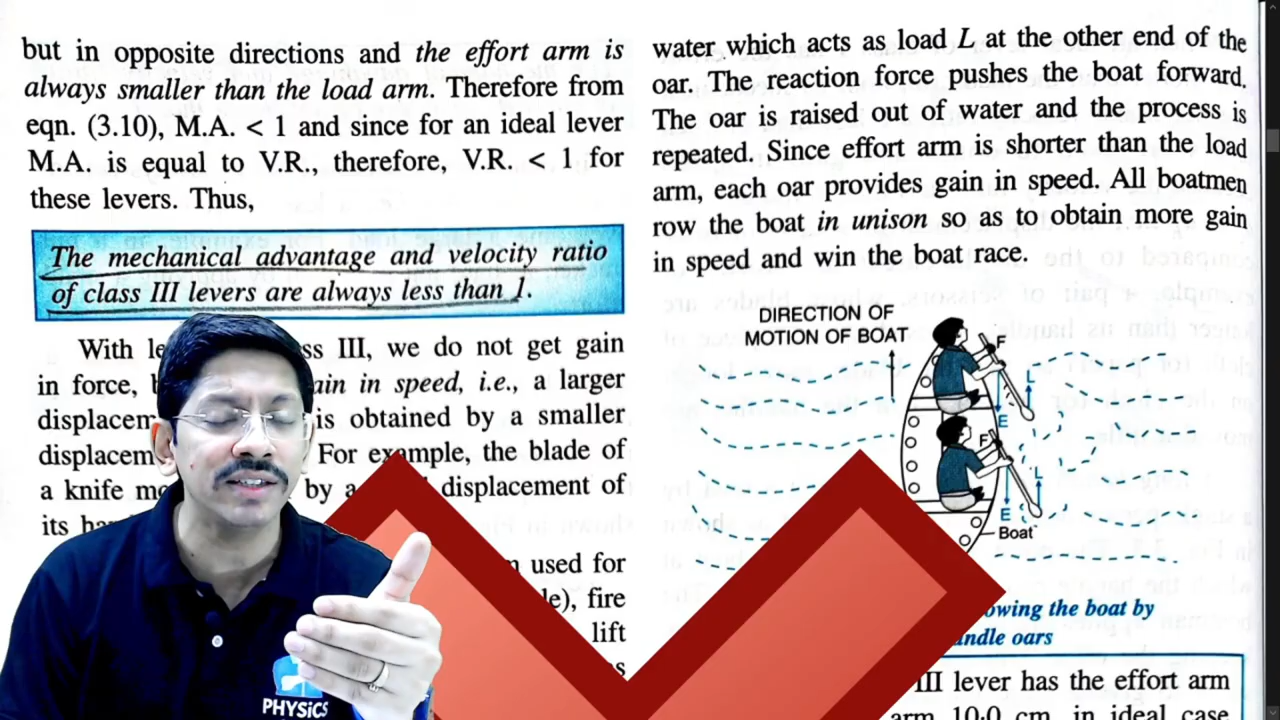 but in opposite directions and the effort arm is
always smaller than the load arm. Therefore from
eqn. (3.10), M.A. < 1 and since for an ideal lever
M.A. is equal to V.R., therefore, V.R. < 1 for
these levers. Thus,
The mechanical advantage and velocity ratio
of class III levers are always less than 1.
With ss III, we do not get gain
in force, in speed, i.e., a larger
is obtained by a smaller
For example, the blade of
a knife by a displacement of
its
used for
fire
lift
PHYSiCS
water which acts as load L at the other end of the
oar. The reaction force pushes the boat forward.
The oar is raised out of water and the process is
repeated. Since effort arm is shorter than the load
arm, each oar provides gain in speed. All boatmen
row the boat in unison so as to obtain more gain
in speed and win the boat race.
DIRECTION OF
MOTION OF BOAT
F
L
E
F
L
E
Boat
owing the boat by
andle oars
III lever has the effort arm
arm 10·0 cm, in ideal case